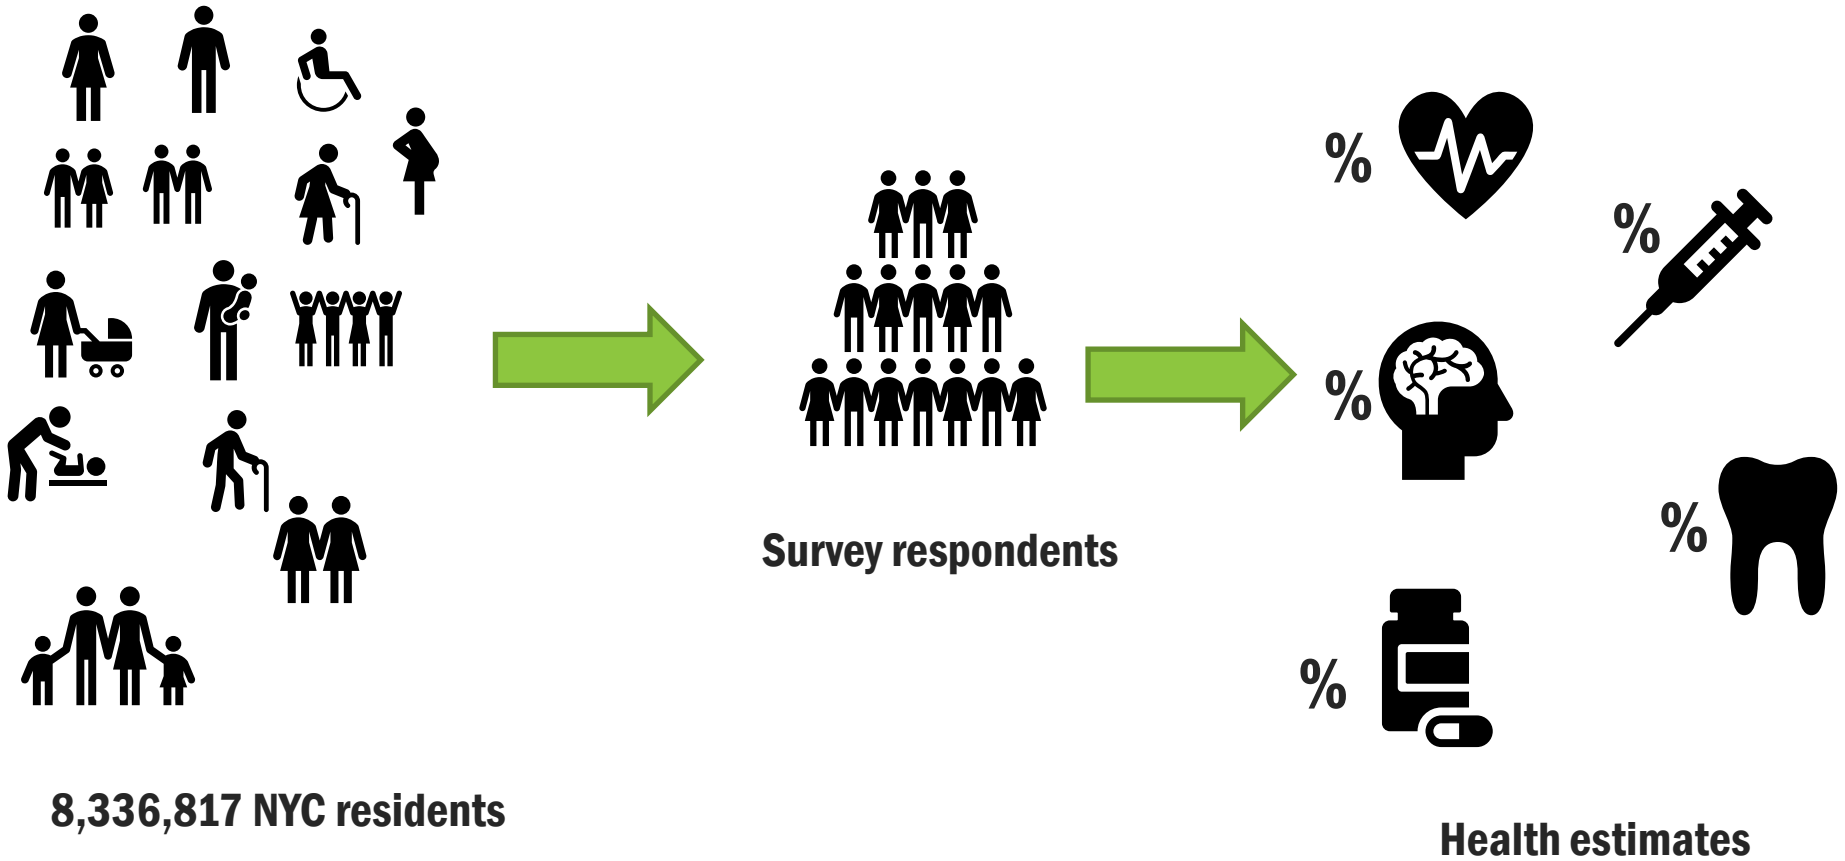 %
%
%
%
%
Survey respondents
8,336,817 NYC residents
Health estimates